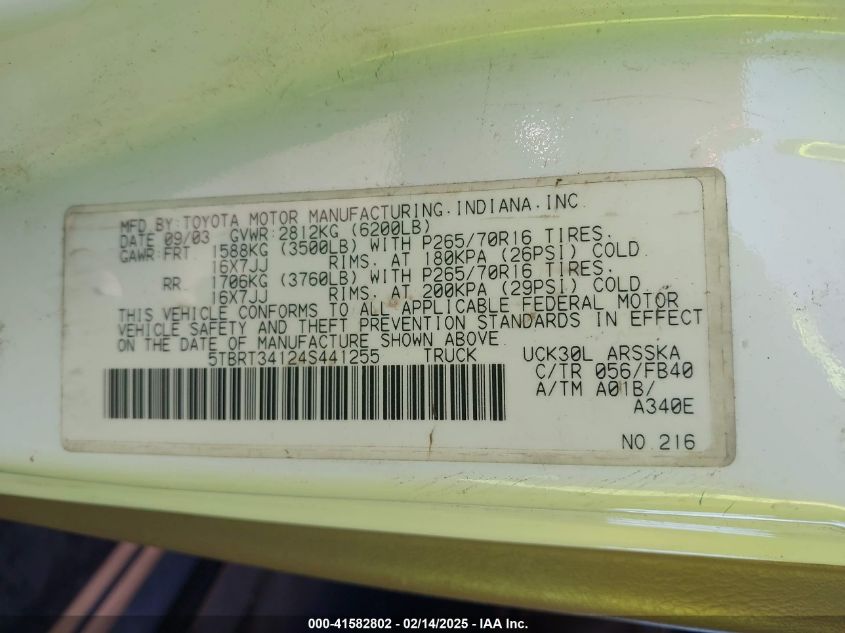 MFD.BY:TOYOTA MOTOR MANUFACTURING.INDIANA.INC.
DATE 09/03 GVWR:2812KG (6200LB)
GAWR:FRT. 1588KG (3500LB) WITH P265/70R16 TIRES.
16X7JJ RIMS. AT 180KPA (26PSI) COLD
RR. 1706KG (3760LB) WITH P265/70R16 TIRES.
16X7JJ RIMS. AT 200KPA (29PSI) COLD
THIS VEHICLE CONFORMS TO ALL APPLICABLE FEDERAL MOTOR
VEHICLE SAFETY AND THEFT PREVENTION STANDARDS IN EFFECT
ON THE DATE OF MANUFACTURE SHOWN ABOVE.
5TBRT34124S441255 TRUCK UCK30L ARSSKA
C/TR 056/FB40
A/TM A01B/
A340E
NO.216
000-41582802 - 02/14/2025 - IAA Inc.